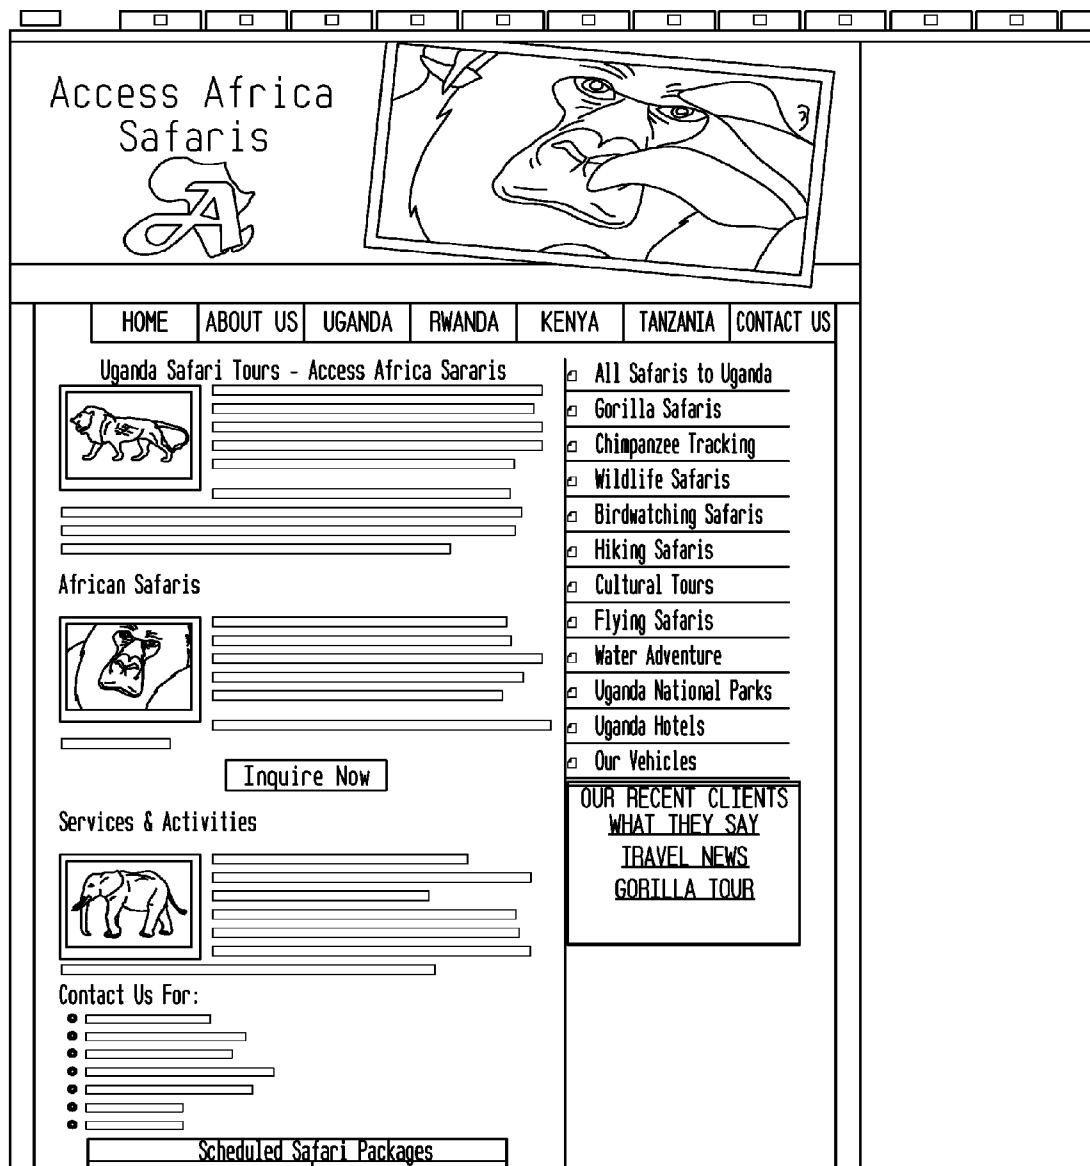 Access Africa
Safaris
A
HOME
ABOUT US
UGANDA
RWANDA
KENYA
TANZANIA
CONTACT US
Uganda Safari Tours - Access Africa Sararis
African Safaris
Inquire Now
Services & Activities
Contact Us For:
Scheduled Safari Packages
All Safaris to Uganda
Gorilla Safaris
Chimpanzee Tracking
Wildlife Safaris
Birdwatching Safaris
Hiking Safaris
Cultural Tours
Flying Safaris
Water Adventure
Uganda National Parks
Uganda Hotels
Our Vehicles
OUR RECENT CLIENTS
WHAT THEY SAY
TRAVEL NEWS
GORILLA TOUR